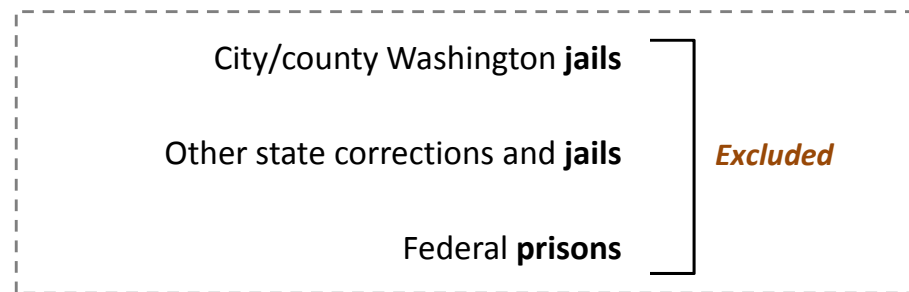 City/county Washington jails
Other state corrections and jails
Excluded
Federal prisons